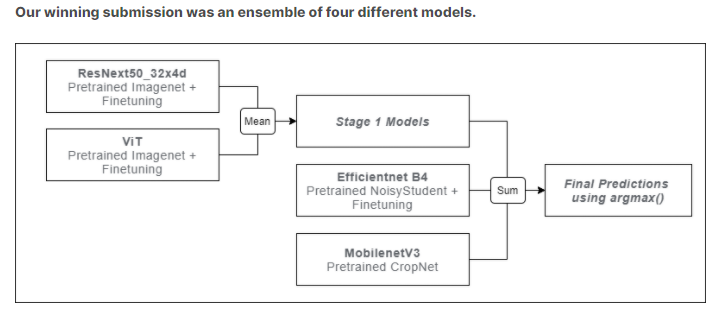 Our winning submission was an ensemble of four different models.
ResNext50_32x4d
Pretrained Imagenet +
Finetuning
Mean
ViT
Pretrained Imagenet +
Finetuning
Stage 1 Models
Efficientnet B4
Pretrained NoisyStudent +
Finetuning
Sum
MobilenetV3
Pretrained CropNet
Final Predictions
using argmax()